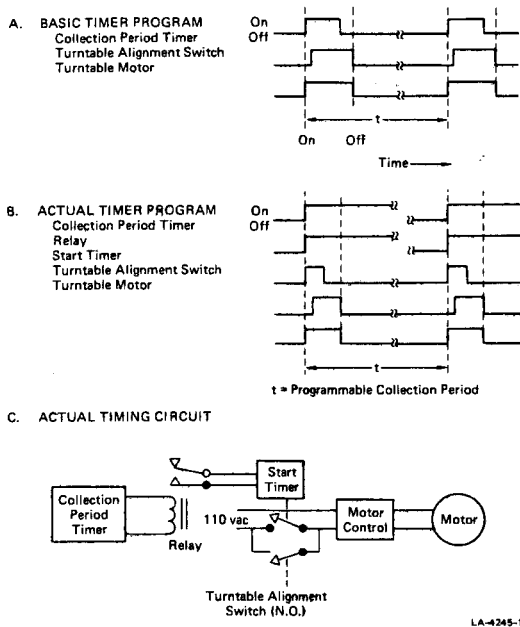 A. BASIC TIMER PROGRAM
Collection Period Timer
Turntable Alignment Switch
Turntable Motor
On
Off
t
On Off
Time
B. ACTUAL TIMER PROGRAM
Collection Period Timer
Relay
Start Timer
Turntable Alignment Switch
Turntable Motor
On
Off
t
t = Programmable Collection Period
C. ACTUAL TIMING CIRCUIT
Collection
Period
Timer
Relay
Start
Timer
110 vac
Motor
Control
Motor
Turntable Alignment
Switch (N.O.)